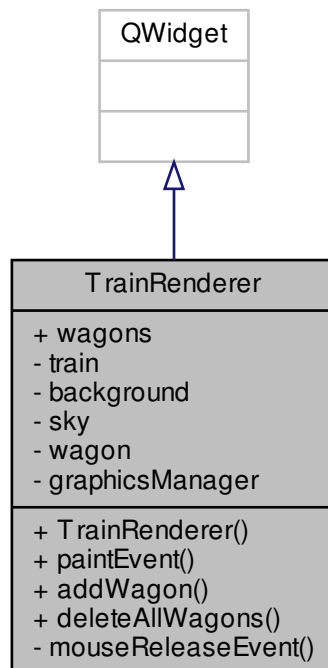 QWidget
TrainRenderer
+ wagons
- train
- background
- sky
- wagon
- graphicsManager
+ TrainRenderer()
+ paintEvent()
+ addWagon()
+ deleteAllWagons()
- mouseReleaseEvent()